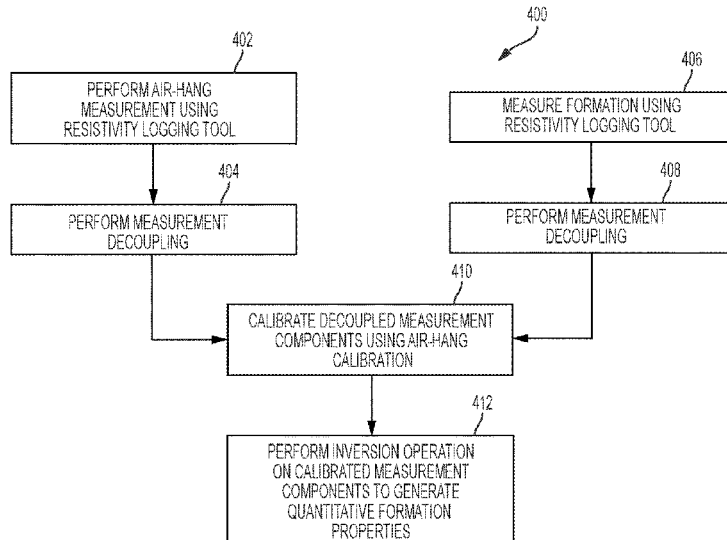 400
402
PERFORM AIR-HANG
MEASUREMENT USING
RESISTIVITY LOGGING TOOL
406
MEASURE FORMATION USING
RESISTIVITY LOGGING TOOL
404
PERFORM MEASUREMENT
DECOUPLING
408
PERFORM MEASUREMENT
DECOUPLING
410
CALIBRATE DECOUPLED MEASUREMENT
COMPONENTS USING AIR-HANG
CALIBRATION
412
PERFORM INVERSION OPERATION
ON CALIBRATED MEASUREMENT
COMPONENTS TO GENERATE
QUANTITATIVE FORMATION
PROPERTIES